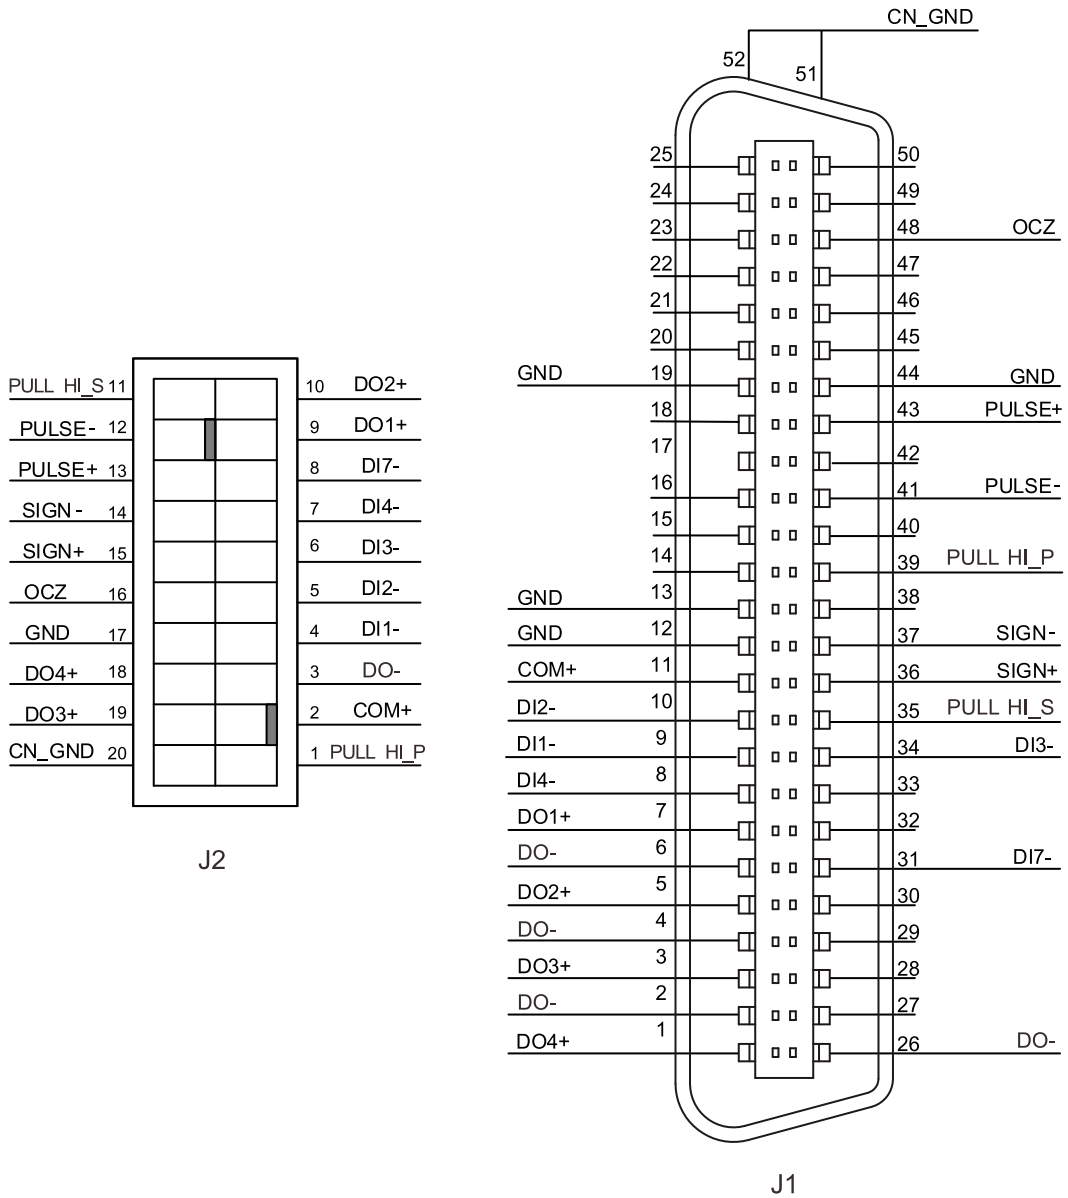 CN_GND
52 51
25 50
24 49
23 48 OCZ
22 47
21 46
20 45
GND 19 44 GND
18 43 PULSE+
17 42
16 41 PULSE-
15 40
14 39 PULL HI_P
GND 13 38
GND 12 37 SIGN-
COM+ 11 36 SIGN+
DI2- 10 35 PULL HI_S
DI1- 9 34 DI3-
DI4- 8 33
DO1+ 7 32
DO- 6 31 DI7-
DO2+ 5 30
DO- 4 29
DO3+ 3 28
DO- 2 27
DO4+ 1 26 DO-
J1
PULL HI_S 11 10 DO2+
PULSE- 12 9 DO1+
PULSE+ 13 8 DI7-
SIGN- 14 7 DI4-
SIGN+ 15 6 DI3-
OCZ 16 5 DI2-
GND 17 4 DI1-
DO4+ 18 3 DO-
DO3+ 19 2 COM+
CN_GND 20 1 PULL HI_P
J2